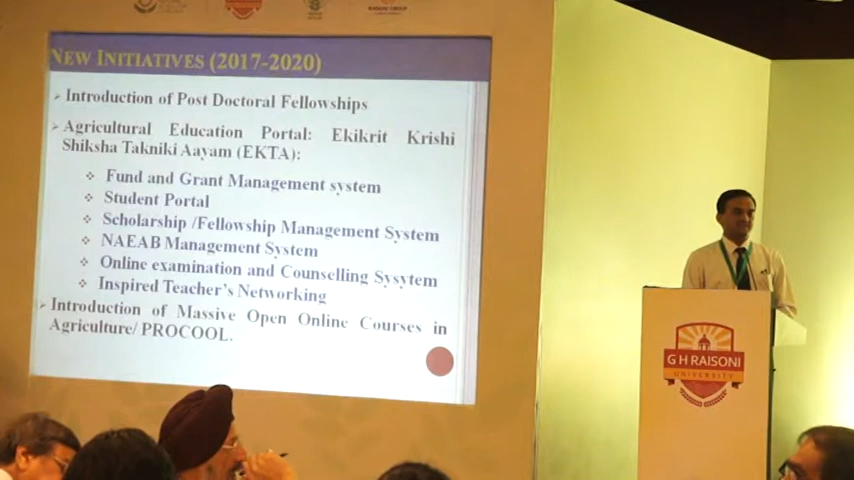 NEW INITIATIVES (2017-2020)
Introduction of Post Doctoral Fellowships
Agricultural Education Portal: Ekikrit Krishi
Shiksha Takniki Aayam (EKTA):
Fund and Grant Management system
Student Portal
Scholarship /Fellowship Management System
NAEAB Management System
Online examination and Counselling Sysytem
Inspired Teacher's Networking
Introduction of Massive Open Online Courses in
Agriculture/ PROCOOL.
G H RAISONI
UNIVERSITY